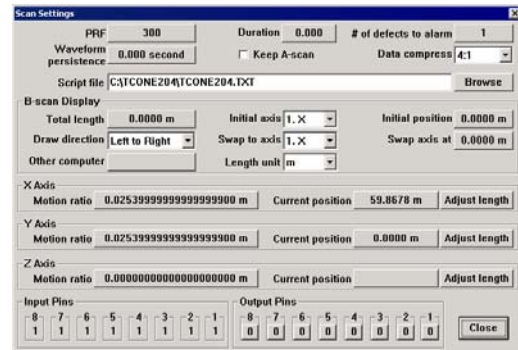 Scan Settings
PRF 300 Duration 0.000 # of defects to alarm 1
Waveform persistence 0.000 second Keep A-scan Data compress 4:1
Script file C:\TCONE204\TCONE204.TXT Browse
B-scan Display
Total length 0.0000 m Initial axis 1. X Initial position 0.0000 m
Draw direction Left to Right Swap to axis 1. X Swap axis at 0.0000 m
Other computer Length unit m
X Axis
Motion ratio 0.02539999999999999900 m Current position 59.8678 m Adjust length
Y Axis
Motion ratio 0.02539999999999999900 m Current position 0.0000 m Adjust length
Z Axis
Motion ratio 0.00000000000000000000 m Current position Adjust length
Input Pins Output Pins
8 7 6 5 4 3 2 1 8 7 6 5 4 3 2 1
1 1 1 1 1 1 1 1 0 0 0 0 0 0 0 0
Close